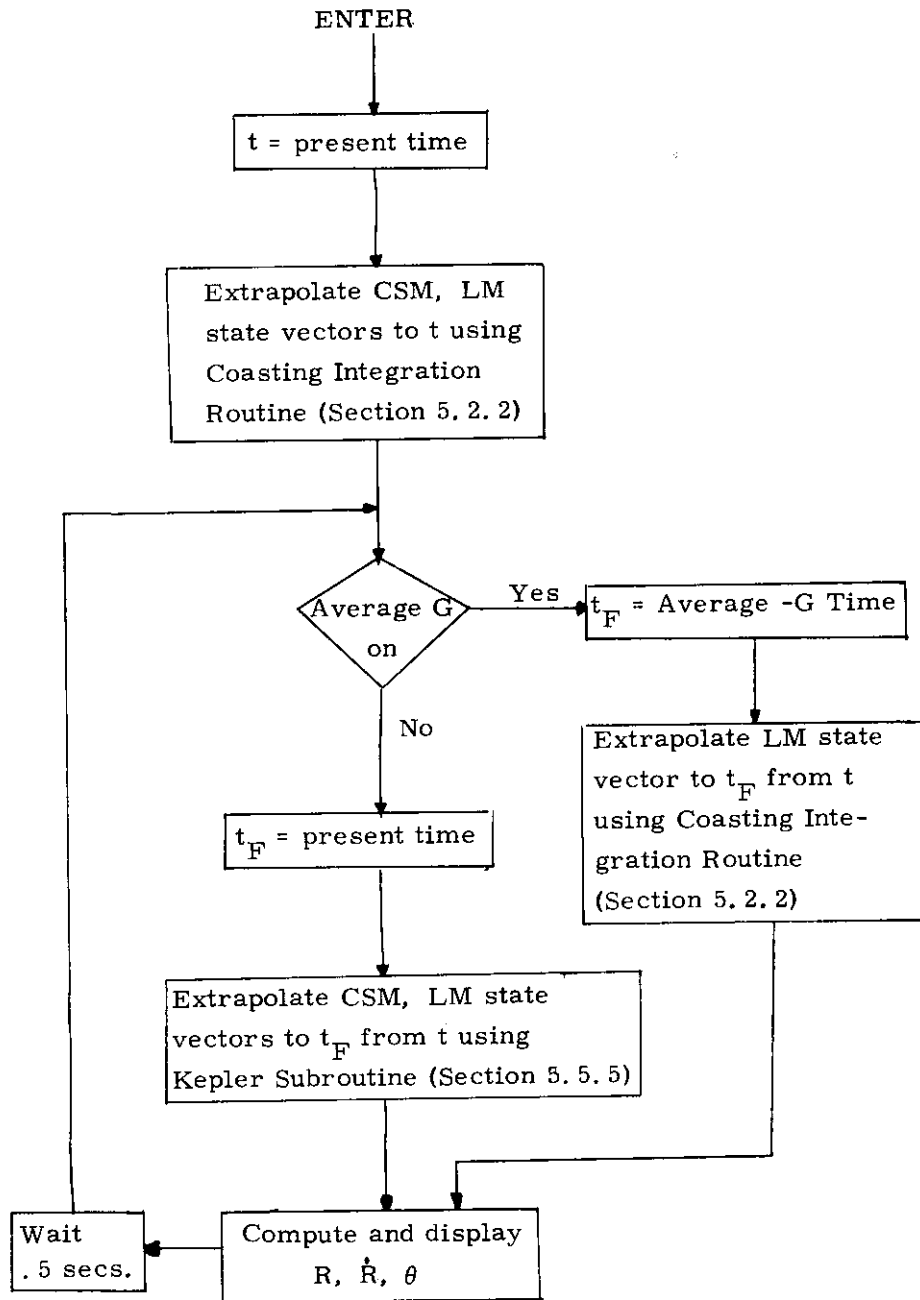 ENTER
t = present time
Extrapolate CSM, LM
state vectors to t using
Coasting Integration
Routine (Section 5.2.2)
Average G
on
Yes
t_F = Average -G Time
No
Extrapolate LM state
vector to t_F from t
using Coasting Inte-
gration Routine
(Section 5.2.2)
t_F = present time
Extrapolate CSM, LM state
vectors to t_F from t using
Kepler Subroutine (Section 5.5.5)
Wait
.5 secs.
Compute and display
R, Ṙ, θ